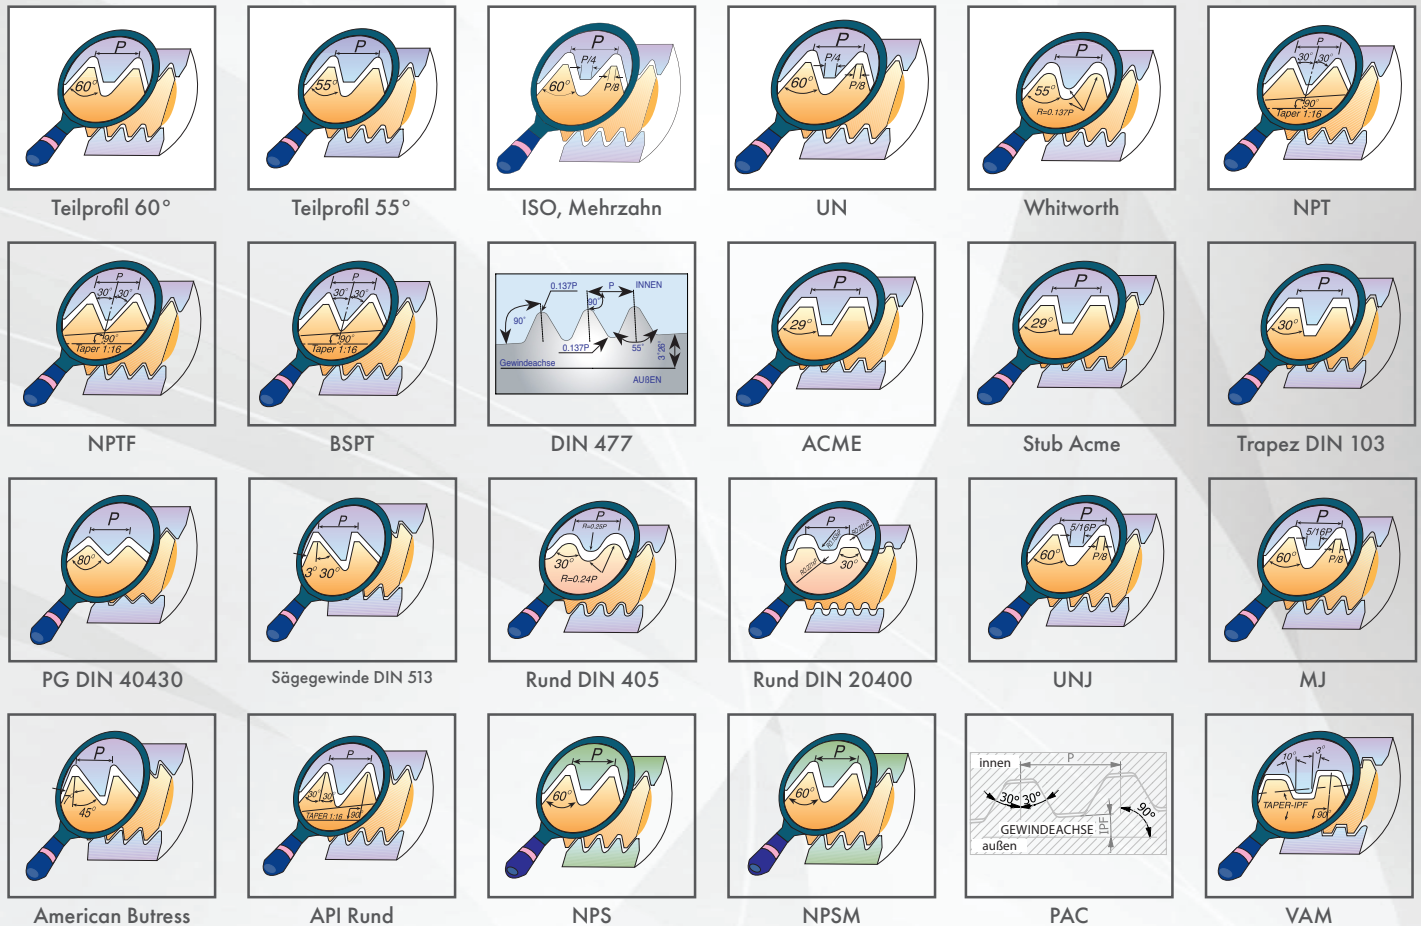 P
60°
Teilprofil 60°
P
55°
Teilprofil 55°
P
P/4
60°
P/8
ISO, Mehrzahn
P
P/4
60°
P/8
UN
P
55°
R=0.137P
Whitworth
P
30° 30°
90°
Taper 1:16
NPT
P
30° 30°
90°
Taper 1:16
NPTF
P
30° 30°
90°
Taper 1:16
BSPT
0.137P
P
INNEN
90°
90°
0.137P
55°
3°26'
Gewindeachse
AUßEN
DIN 477
P
29°
ACME
P
29°
Stub Acme
P
30°
Trapez DIN 103
P
80°
PG DIN 40430
P
3° 30°
Sägegewinde DIN 513
P
R=0.25P
30°
R=0.24P
Rund DIN 405
P
30°
Rund DIN 20400
P
5/16P
60°
P/8
UNJ
P
5/16P
60°
P/8
MJ
P
7°
45°
American Butress
P
30° 30°
TAPER 1:16 90°
API Rund
P
60°
NPS
P
60°
NPSM
innen
P
30° 30°
90°
GEWINDEACHSE
IPF
außen
PAC
10° 3°
TAPER-IPF
90°
VAM